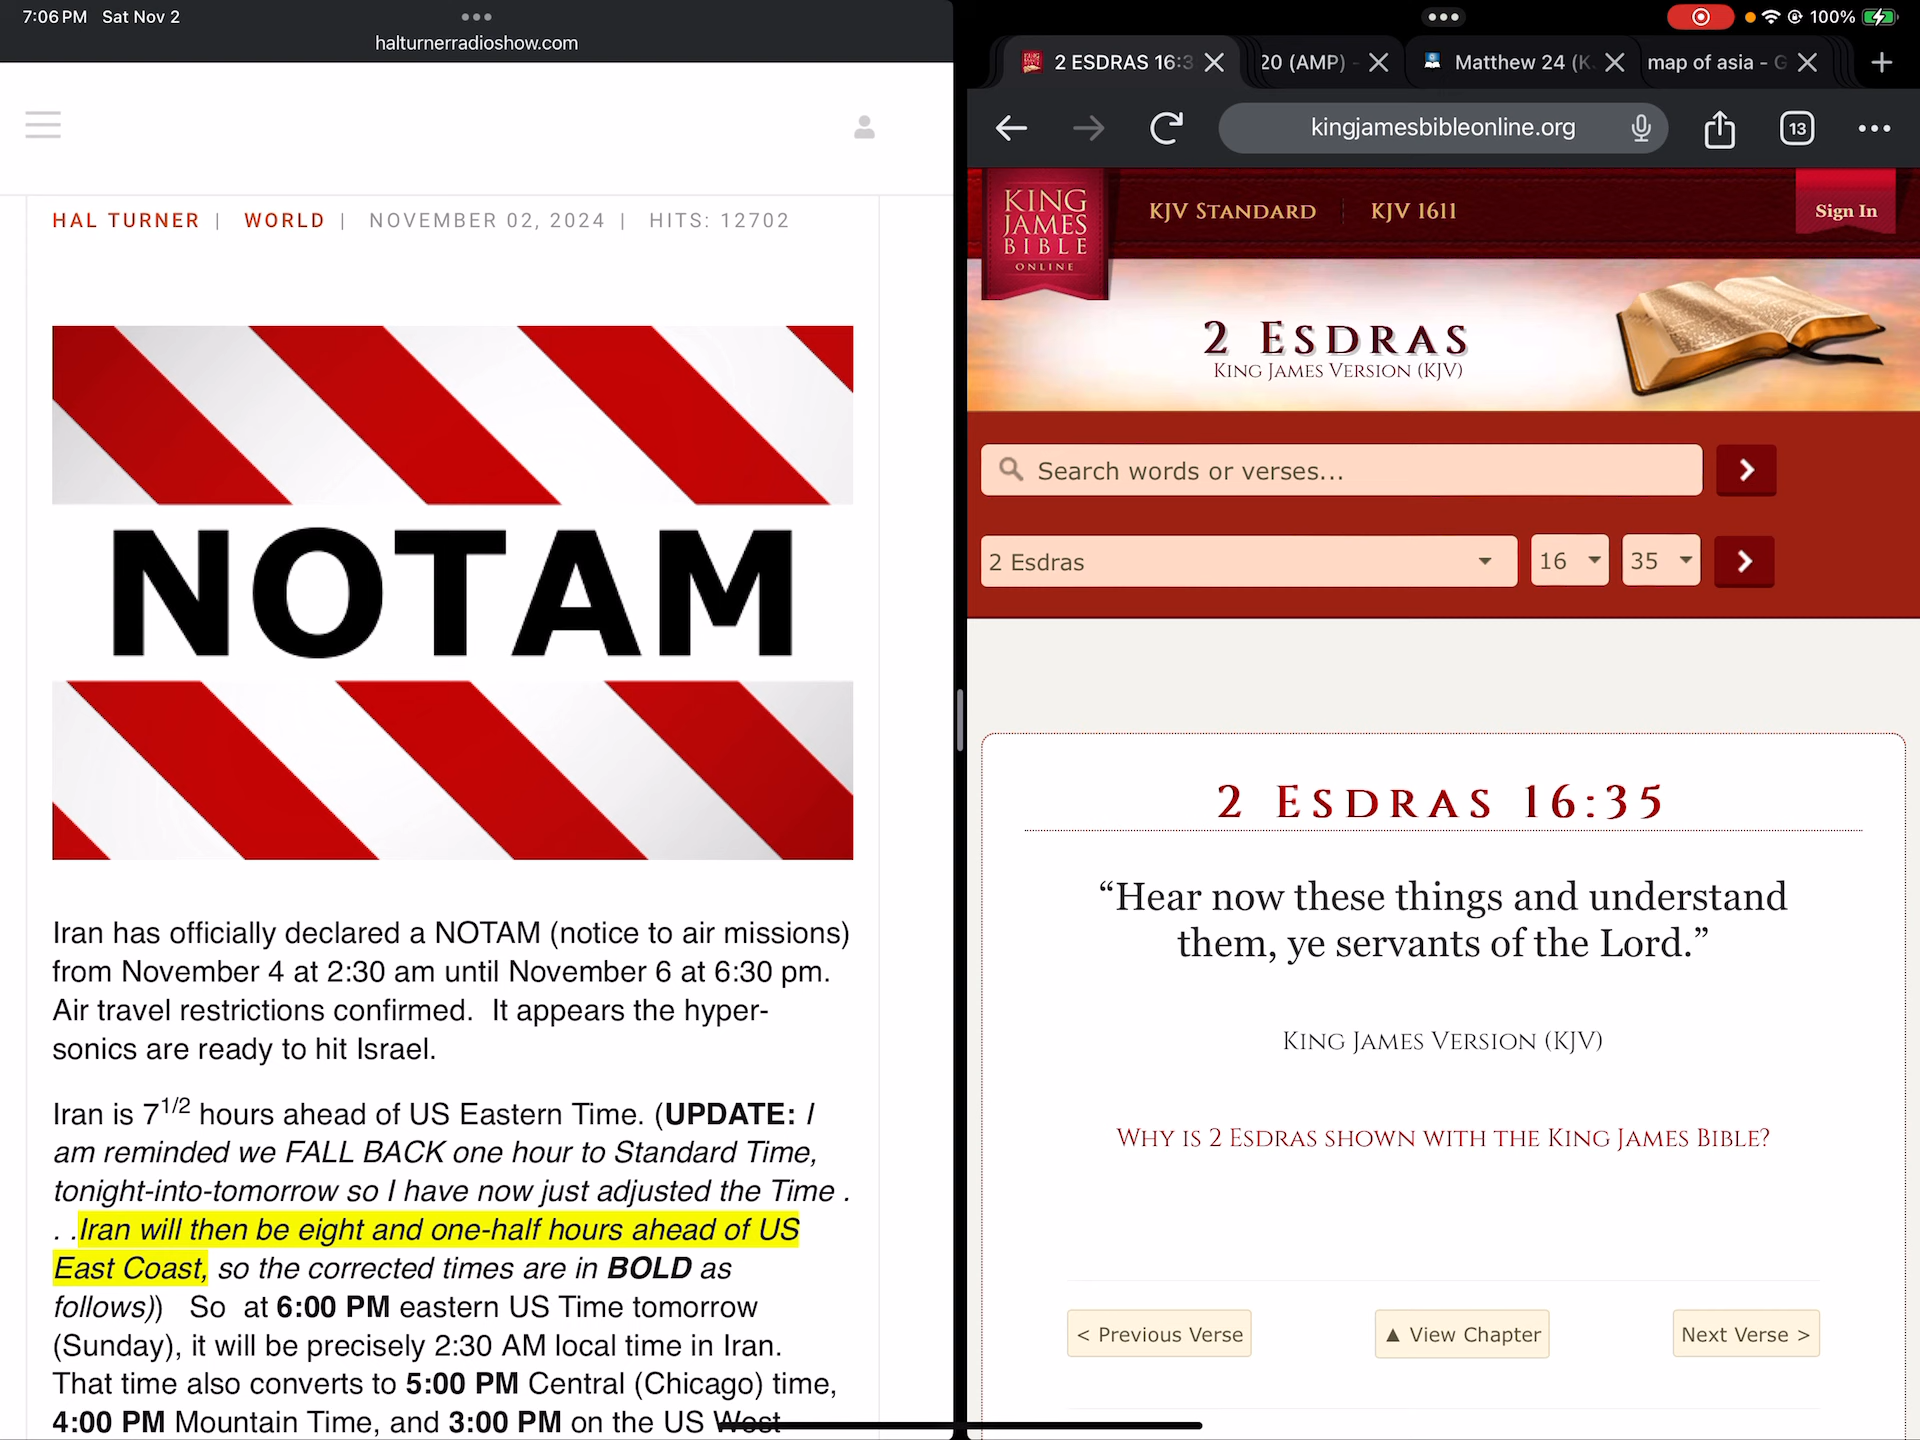 7:06 PM Sat Nov 2
halturnerradioshow.com
HAL TURNER | WORLD | NOVEMBER 02, 2024 | HITS: 12702
NOTAM
Iran has officially declared a NOTAM (notice to air missions)
from November 4 at 2:30 am until November 6 at 6:30 pm.
Air travel restrictions confirmed. It appears the hyper-
sonics are ready to hit Israel.
Iran is 7 1/2 hours ahead of US Eastern Time. (UPDATE: I
am reminded we FALL BACK one hour to Standard Time,
tonight-into-tomorrow so I have now just adjusted the Time .
. .Iran will then be eight and one-half hours ahead of US
East Coast, so the corrected times are in BOLD as
follows)) So at 6:00 PM eastern US Time tomorrow
(Sunday), it will be precisely 2:30 AM local time in Iran.
That time also converts to 5:00 PM Central (Chicago) time,
4:00 PM Mountain Time, and 3:00 PM on the US West
100%
2 ESDRAS 16:3
20 (AMP) -
Matthew 24 (K
map of asia - G
kingjamesbibleonline.org
13
KING
JAMES
BIBLE
ONLINE
KJV STANDARD
KJV 1611
Sign In
2 ESDRAS
KING JAMES VERSION (KJV)
Search words or verses...
2 Esdras
16
35
2 ESDRAS 16:35
“Hear now these things and understand
them, ye servants of the Lord.”
KING JAMES VERSION (KJV)
WHY IS 2 ESDRAS SHOWN WITH THE KING JAMES BIBLE?
< Previous Verse
▲ View Chapter
Next Verse >